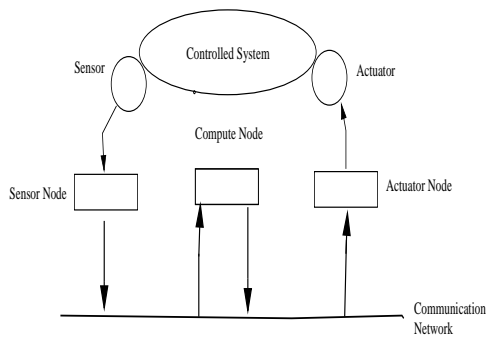 Controlled System
Sensor
Actuator
Compute Node
Sensor Node
Actuator Node
Communication
Network